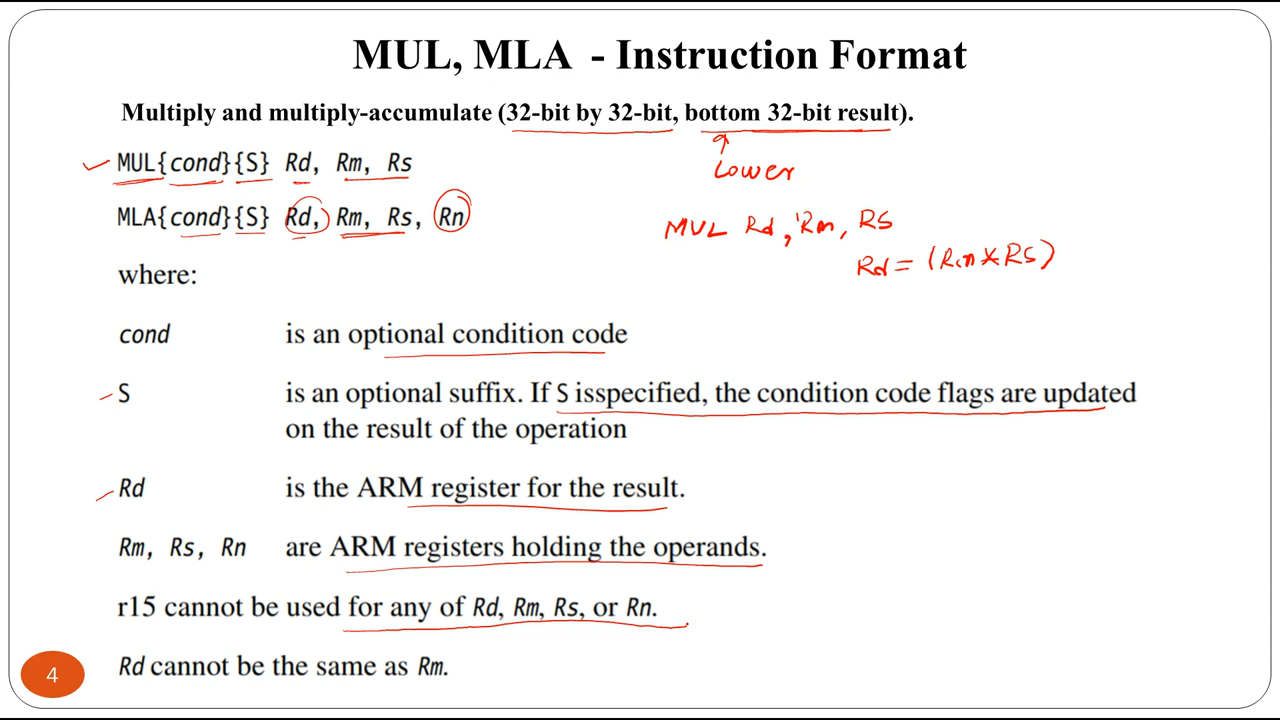 MUL, MLA - Instruction Format
Multiply and multiply-accumulate (32-bit by 32-bit, bottom 32-bit result).
Lower
MUL{cond}{S} Rd, Rm, Rs
MLA{cond}{S} Rd, Rm, Rs, Rn
MUL Rd, Rm, RS
Rd = (Rm * RS)
where:
cond is an optional condition code
S is an optional suffix. If S isspecified, the condition code flags are updated
on the result of the operation
Rd is the ARM register for the result.
Rm, Rs, Rn are ARM registers holding the operands.
r15 cannot be used for any of Rd, Rm, Rs, or Rn.
Rd cannot be the same as Rm.
4